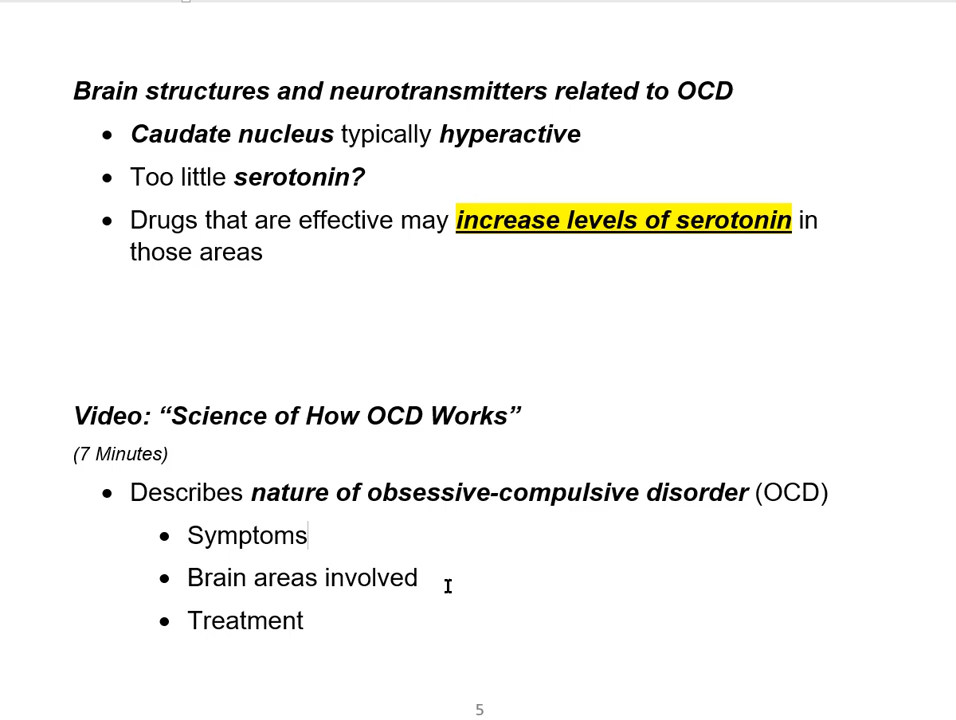 Brain structures and neurotransmitters related to OCD
• Caudate nucleus typically hyperactive
• Too little serotonin?
• Drugs that are effective may increase levels of serotonin in
those areas
Video: “Science of How OCD Works”
(7 Minutes)
• Describes nature of obsessive-compulsive disorder (OCD)
• Symptoms
• Brain areas involved
• Treatment
5